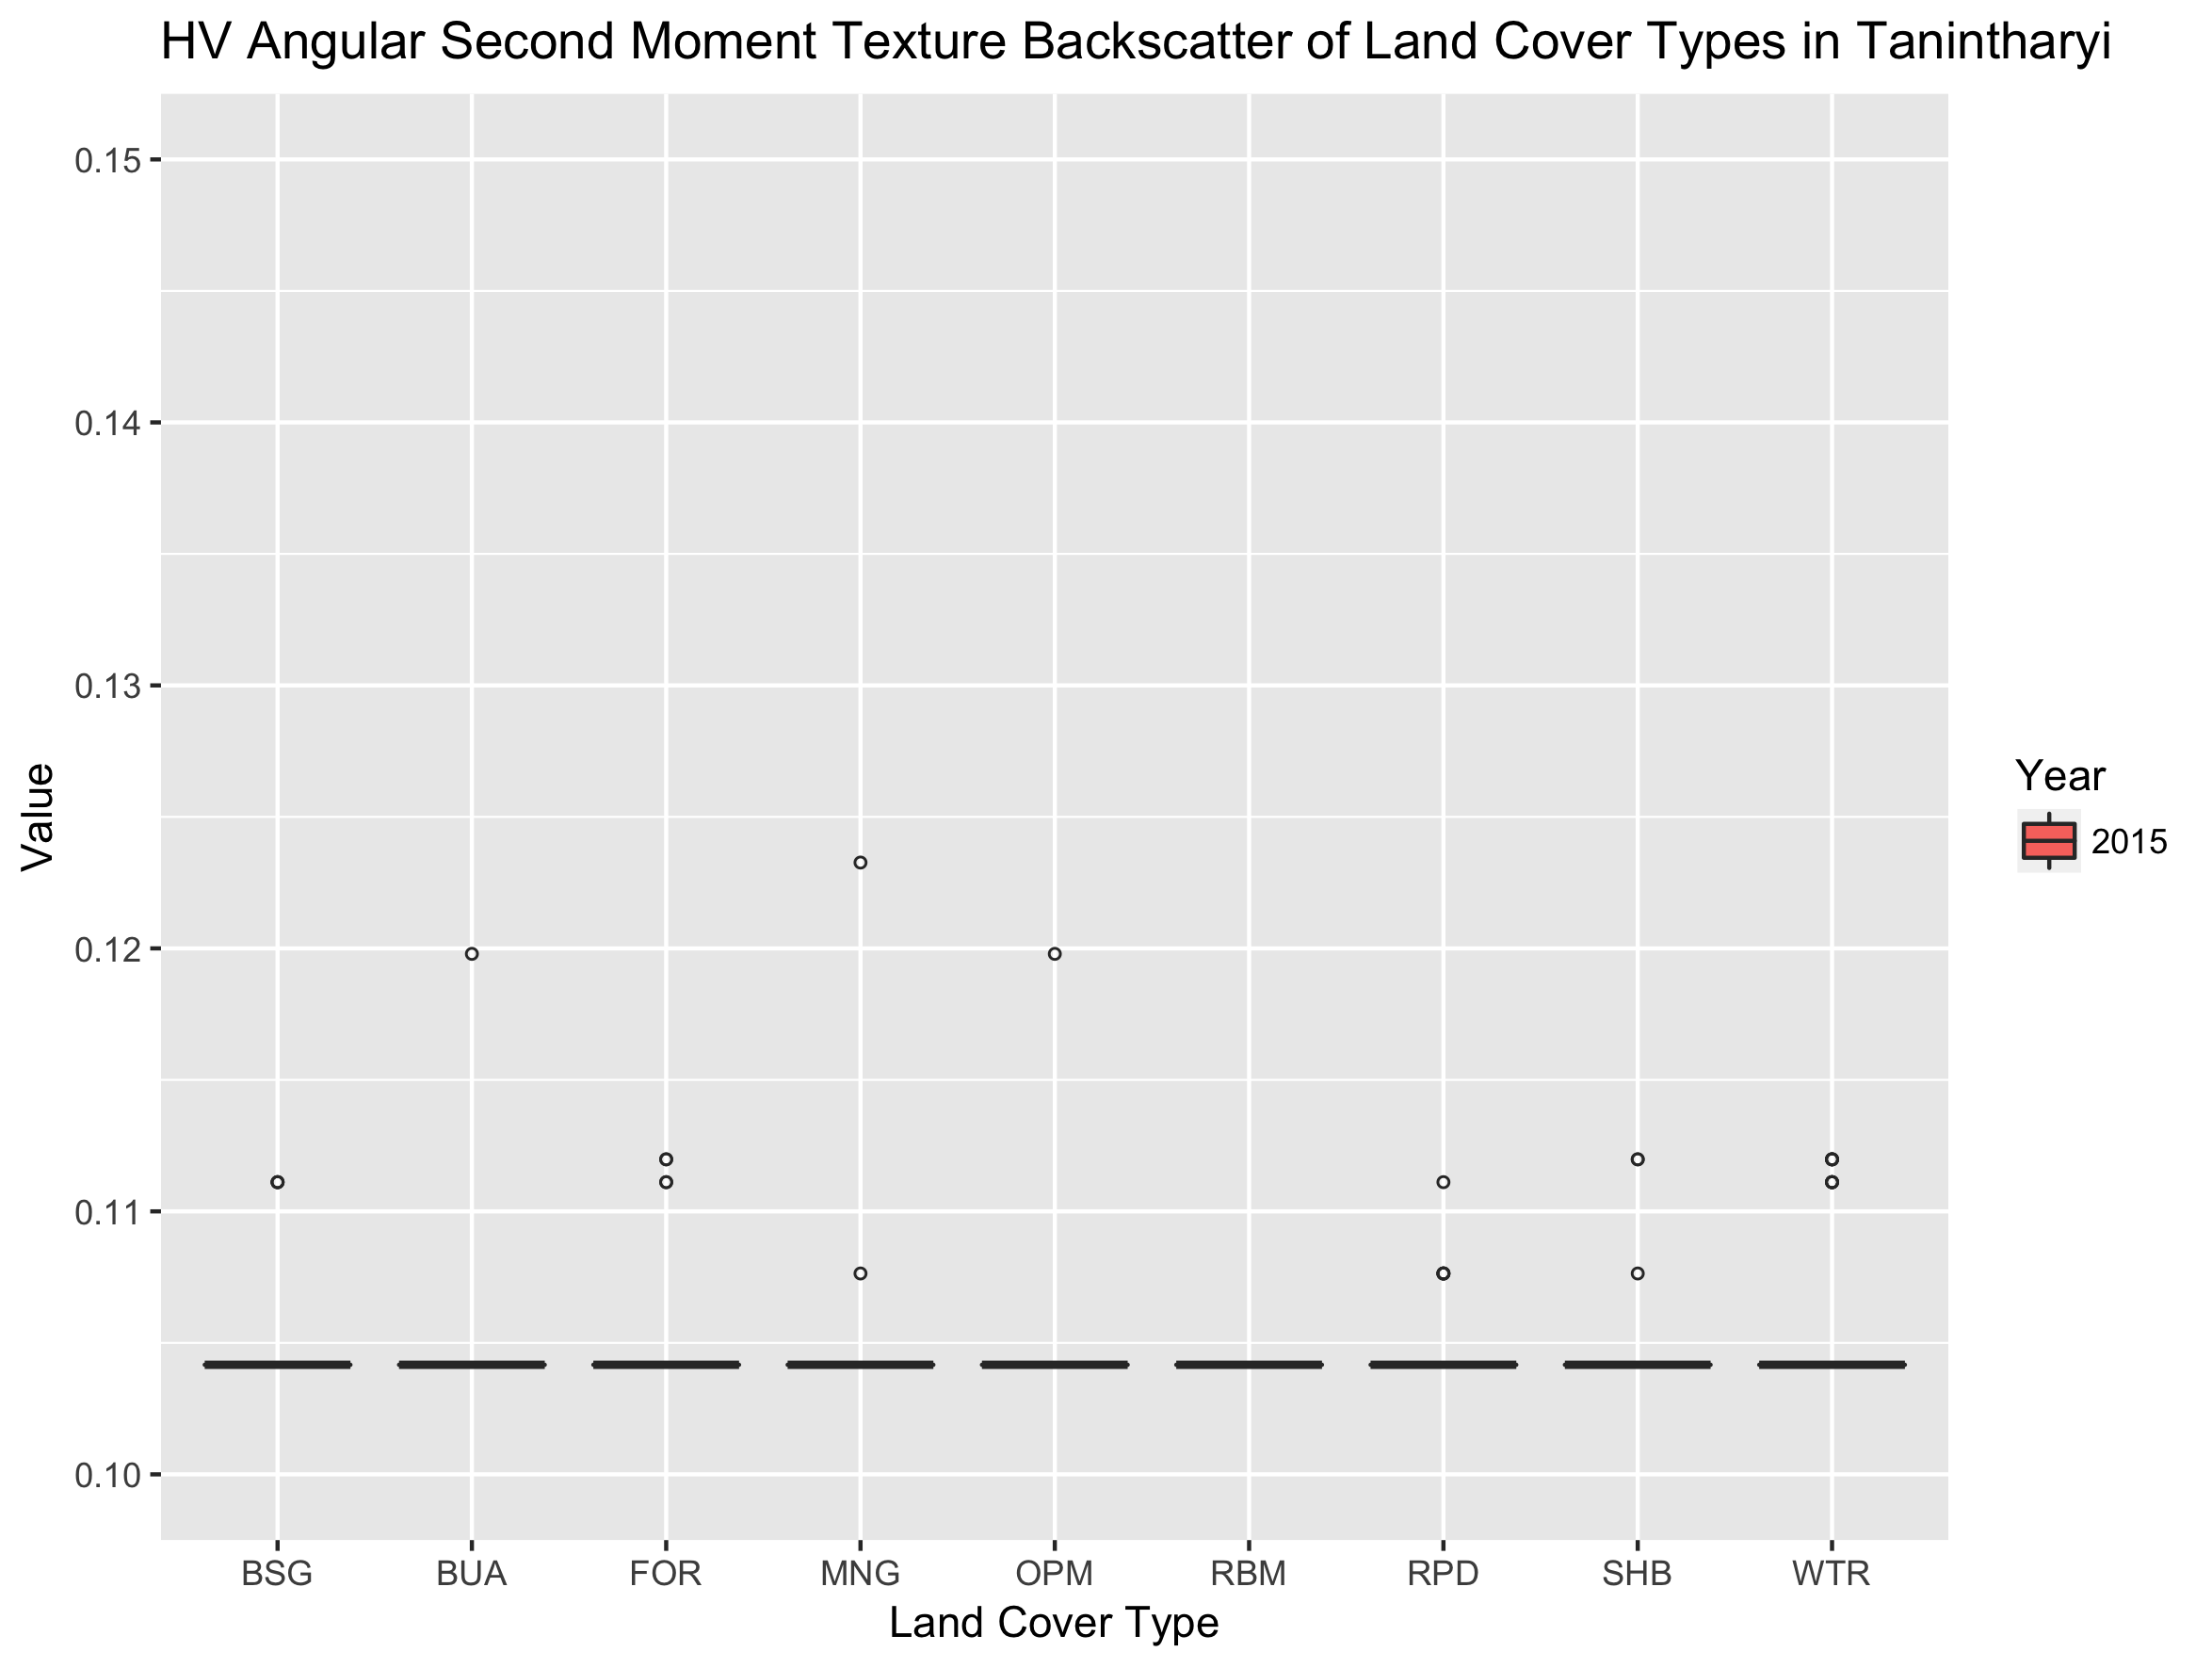 HV Angular Second Moment Texture Backscatter of Land Cover Types in Tanintharyi
0.15
0.14
0.13
0.12
0.11
0.10
Value
BSG BUA FOR MNG OPM RBM RPD SHB WTR
Land Cover Type
Year
2015